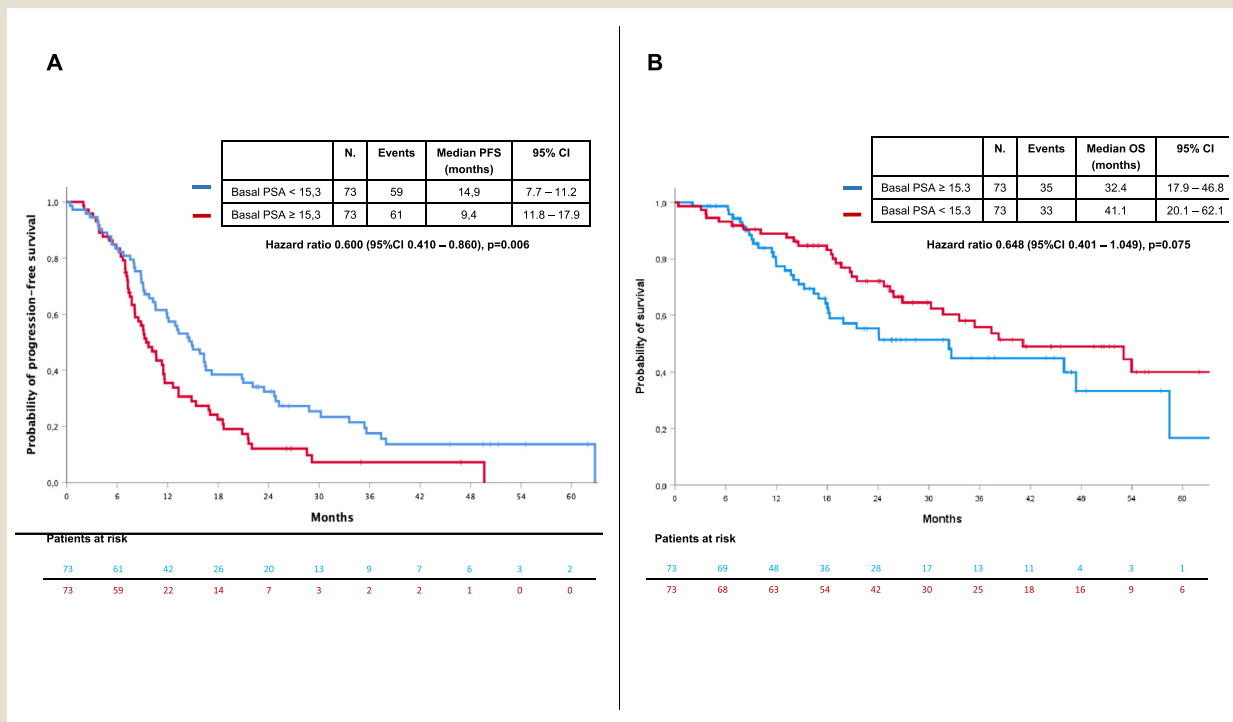 A
N. Events Median PFS (months) 95% CI
Basal PSA < 15,3 73 59 14,9 7.7 – 11.2
Basal PSA ≥ 15,3 73 61 9,4 11.8 – 17.9
Hazard ratio 0.600 (95%CI 0.410 – 0.860), p=0.006
Probability of progression–free survival
1,0
0,8
0,6
0,4
0,2
0,0
0 6 12 18 24 30 36 42 48 54 60
Months
Patients at risk
73 61 42 26 20 13 9 7 6 3 2
73 59 22 14 7 3 2 2 1 0 0
B
N. Events Median OS (months) 95% CI
Basal PSA ≥ 15.3 73 35 32.4 17.9 – 46.8
Basal PSA < 15.3 73 33 41.1 20.1 – 62.1
Hazard ratio 0.648 (95%CI 0.401 – 1.049), p=0.075
Probability of survival
1,0
0,8
0,6
0,4
0,2
0,0
0 6 12 18 24 30 36 42 48 54 60
Months
Patients at risk
73 69 48 36 28 17 13 11 4 3 1
73 68 63 54 42 30 25 18 16 9 6